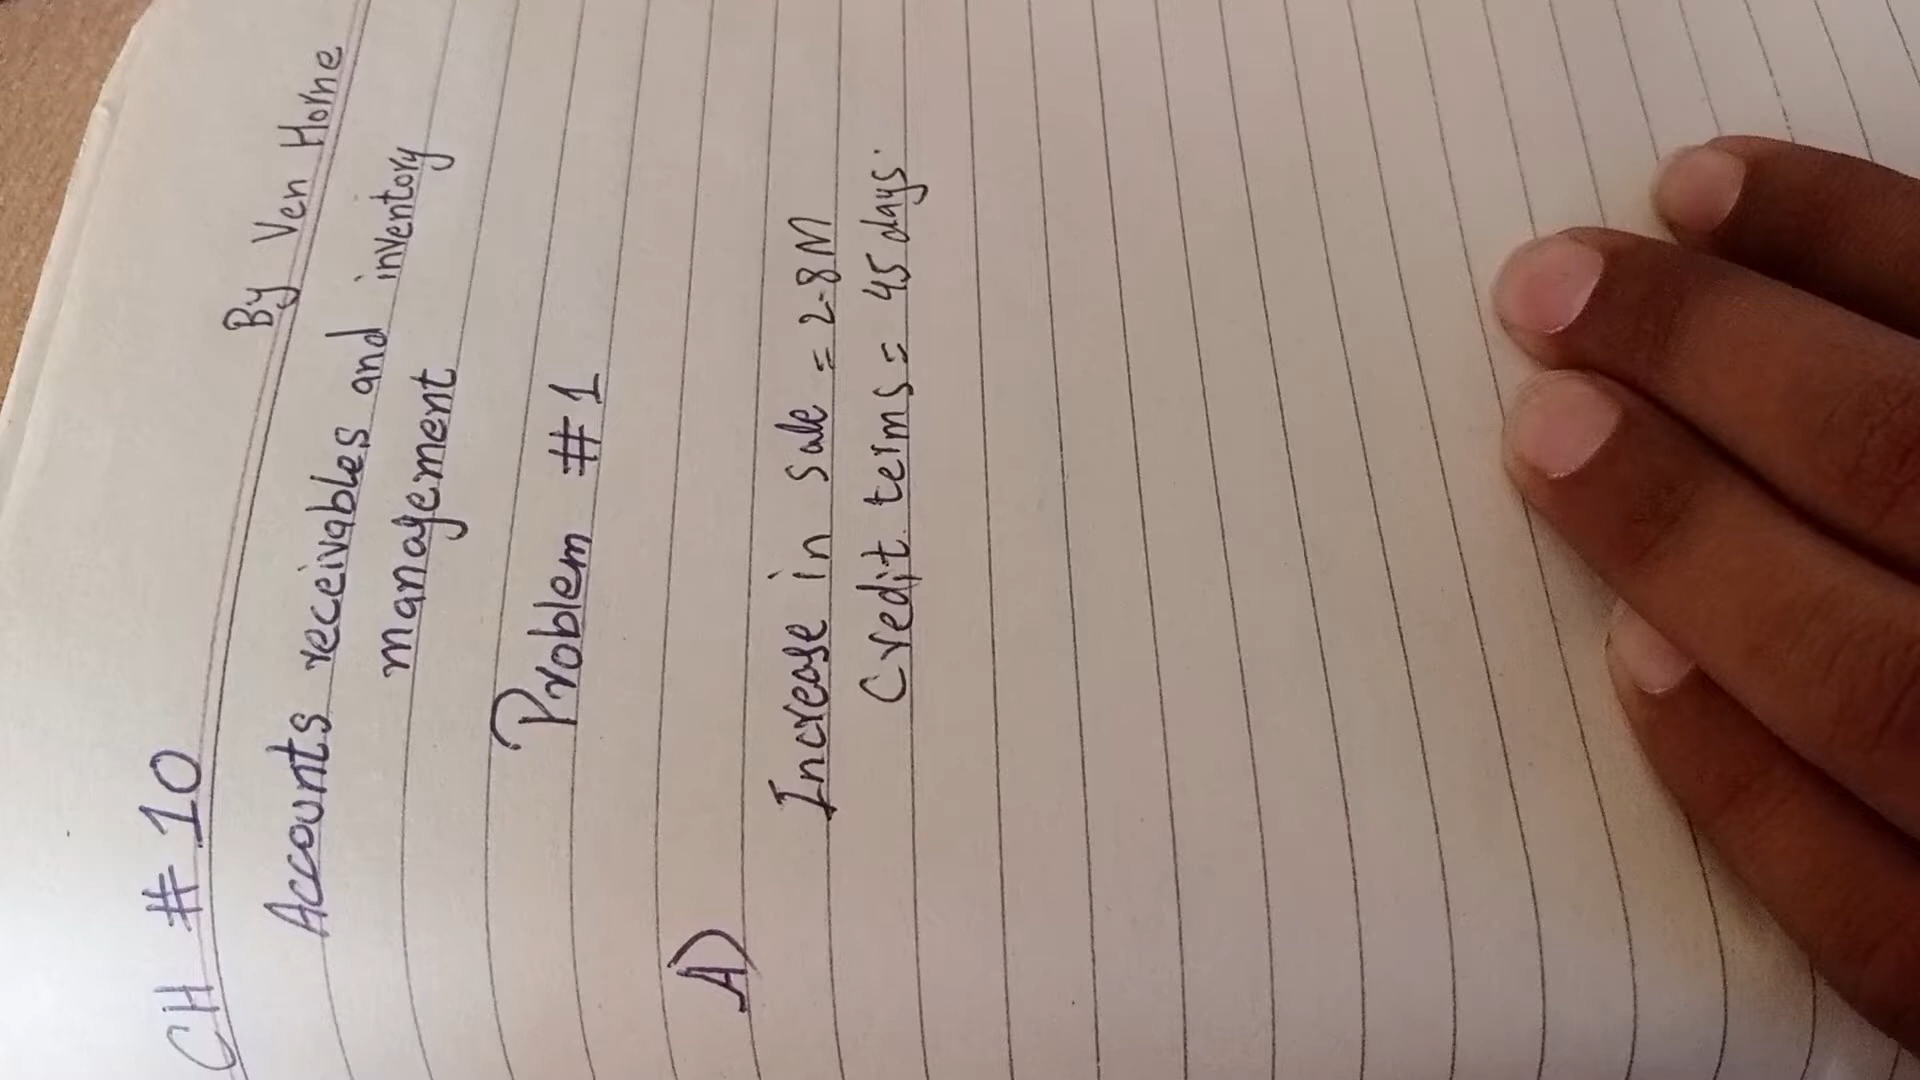 CH # 10
By Ven Horne
Accounts receivables and inventory
management
Problem # 1
A)
Increase in sale = 2.8M
Credit terms = 45 days.